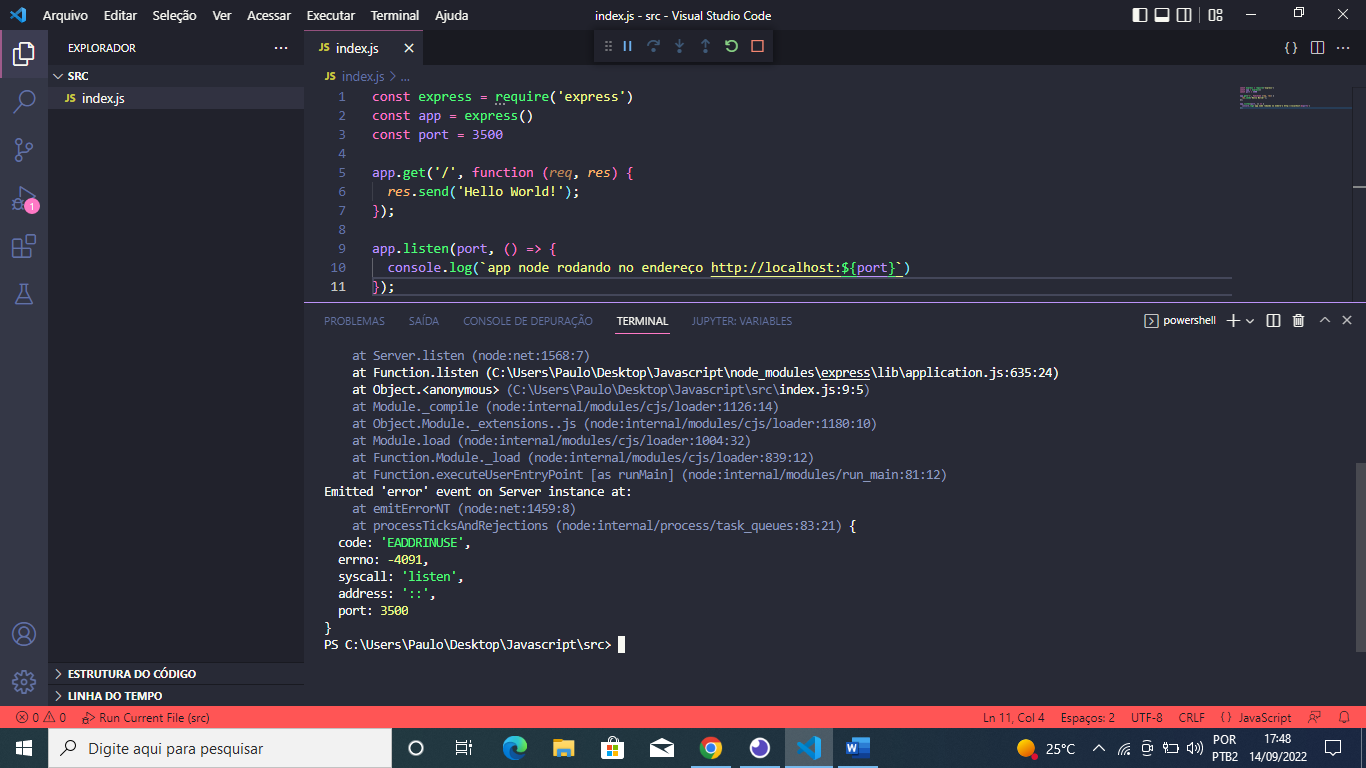 Arquivo Editar Seleção Ver Acessar Executar Terminal Ajuda
index.js - src - Visual Studio Code
EXPLORADOR
SRC
JS index.js
JS index.js
JS index.js > ...
1 const express = require('express')
2 const app = express()
3 const port = 3500
4
5 app.get('/', function (req, res) {
6 res.send('Hello World!');
7 });
8
9 app.listen(port, () => {
10 console.log(`app node rodando no endereço http://localhost:${port}`)
11 });
PROBLEMAS SAÍDA CONSOLE DE DEPURAÇÃO TERMINAL JUPYTER: VARIABLES
powershell
at Server.listen (node:net:1568:7)
at Function.listen (C:\Users\Paulo\Desktop\Javascript\node_modules\express\lib\application.js:635:24)
at Object.<anonymous> (C:\Users\Paulo\Desktop\Javascript\src\index.js:9:5)
at Module._compile (node:internal/modules/cjs/loader:1126:14)
at Object.Module._extensions..js (node:internal/modules/cjs/loader:1180:10)
at Module.load (node:internal/modules/cjs/loader:1004:32)
at Function.Module._load (node:internal/modules/cjs/loader:839:12)
at Function.executeUserEntryPoint [as runMain] (node:internal/modules/run_main:81:12)
Emitted 'error' event on Server instance at:
at emitErrorNT (node:net:1459:8)
at processTicksAndRejections (node:internal/process/task_queues:83:21) {
code: 'EADDRINUSE',
errno: -4091,
syscall: 'listen',
address: '::',
port: 3500
}
PS C:\Users\Paulo\Desktop\Javascript\src>
1
ESTRUTURA DO CÓDIGO
LINHA DO TEMPO
0 0 Run Current File (src)
Ln 11, Col 4 Espaços: 2 UTF-8 CRLF {} JavaScript
Digite aqui para pesquisar
25°C
POR
PTB2
17:48
14/09/2022